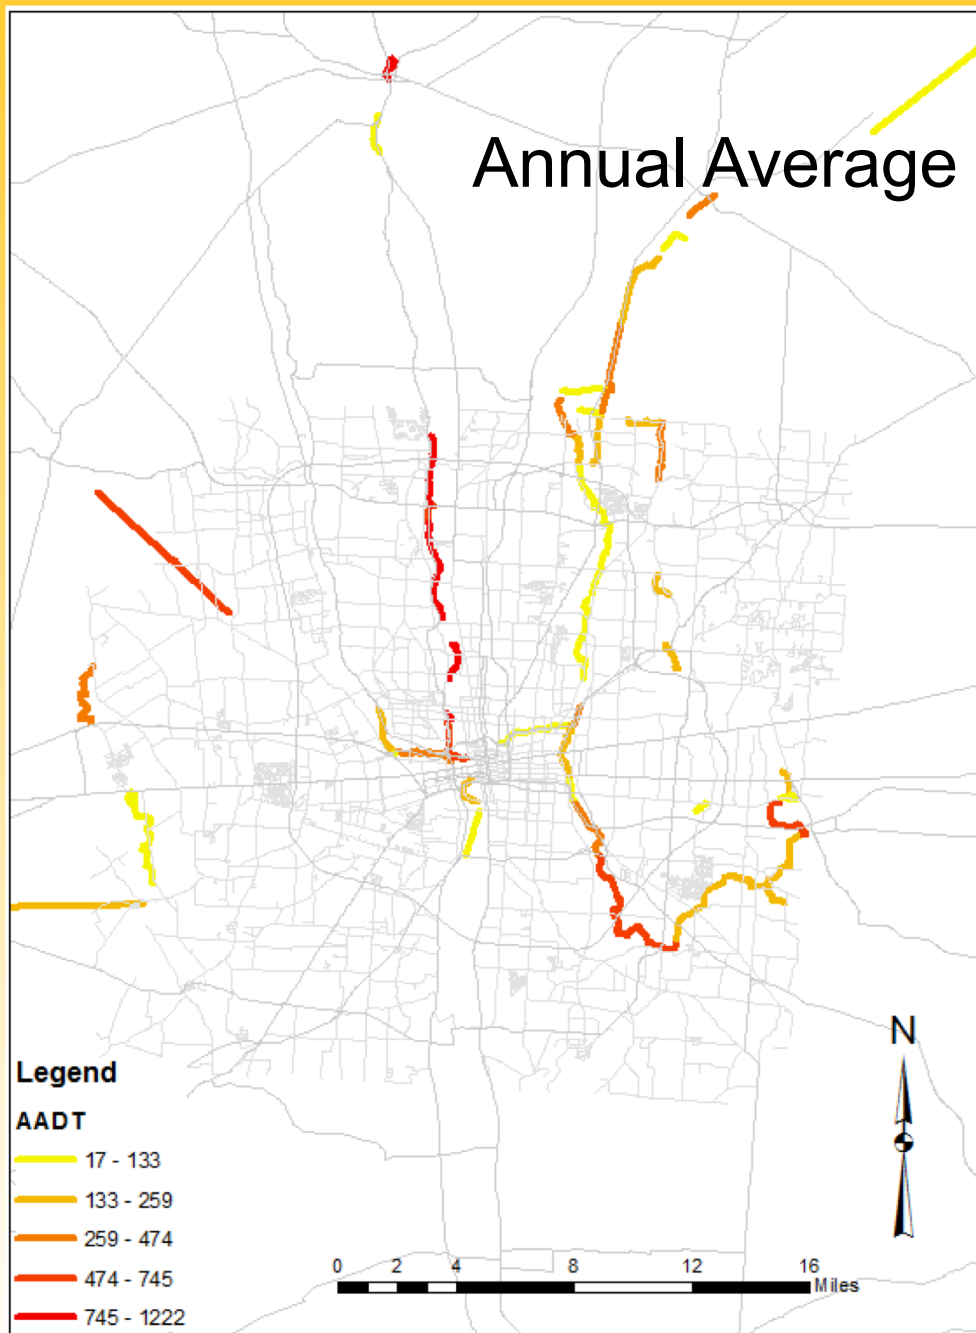 Annual Average
N
Legend
AADT
17 - 133
133 - 259
259 - 474
474 - 745
745 - 1222
0 2 4 8 12 16
Miles